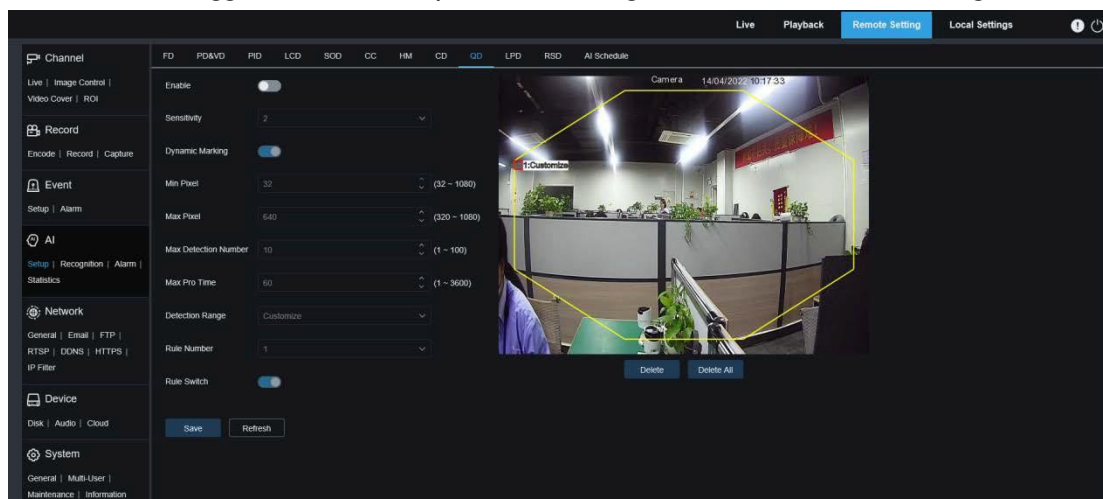 Live Playback Remote Setting Local Settings
Channel
Live | Image Control |
Video Cover | ROI
Record
Encode | Record | Capture
Event
Setup | Alarm
AI
Setup | Recognition | Alarm |
Statistics
Network
General | Email | FTP |
RTSP | DDNS | HTTPS |
IP Filter
Device
Disk | Audio | Cloud
System
General | Multi-User |
Maintenance | Information
FD PD&VD PID LCD SOD CC HM CD QD LPD RSD AI Schedule
Enable
Sensitivity 2
Dynamic Marking
Min Pixel 32 (32 ~ 1080)
Max Pixel 640 (320 ~ 1080)
Max Detection Number 10 (1 ~ 100)
Max Pro Time 60 (1 ~ 3600)
Detection Range Customize
Rule Number 1
Rule Switch
Save Refresh
Camera 14/04/2022 10:17:33
1:Customize
Delete Delete All